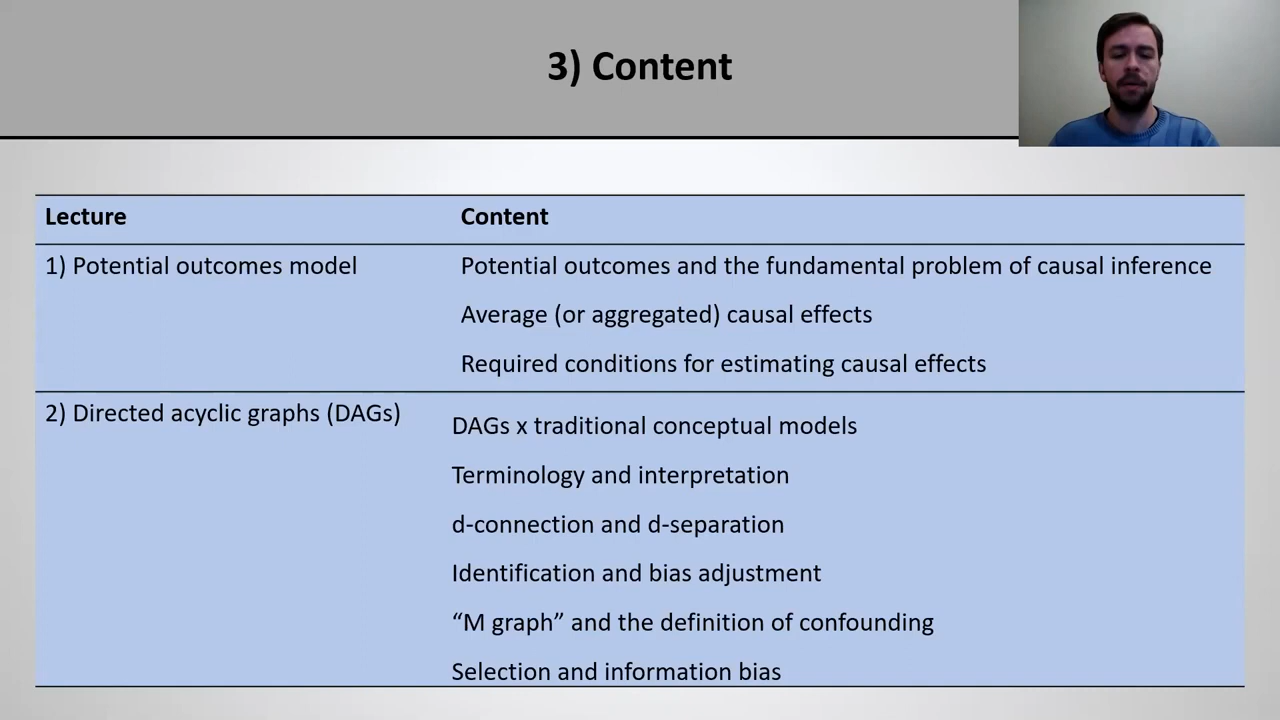 3) Content
Lecture Content
1) Potential outcomes model Potential outcomes and the fundamental problem of causal inference
Average (or aggregated) causal effects
Required conditions for estimating causal effects
2) Directed acyclic graphs (DAGs)
DAGs x traditional conceptual models
Terminology and interpretation
d-connection and d-separation
Identification and bias adjustment
“M graph” and the definition of confounding
Selection and information bias